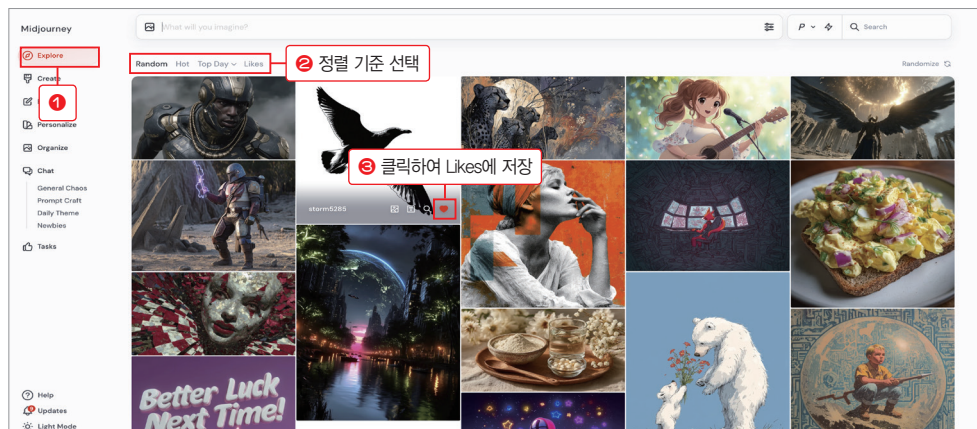 Midjourney
What will you imagine?
Search
Explore
Random Hot Top Day Likes
❷ 정렬 기준 선택
Randomize
Create
❶
Personalize
Organize
❸ 클릭하여 Likes에 저장
Chat
General Chaos
Prompt Craft
Daily Theme
Newbies
storm5285
Tasks
Better Luck
Next Time!
Help
Updates
Light Mode